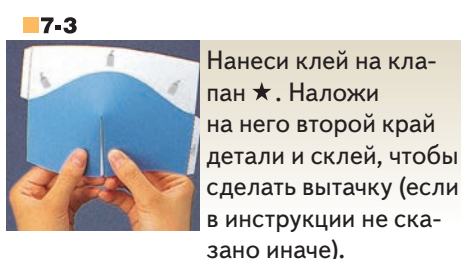 7-3
Нанеси клей на кла-
пан ★. Наложи
на него второй край
детали и склей, чтобы
сделать вытачку (если
в инструкции не ска-
зано иначе).